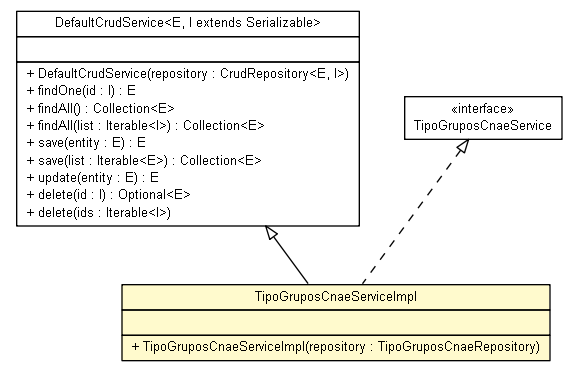 DefaultCrudService<E, I extends Serializable>
+ DefaultCrudService(repository : CrudRepository<E, I>)
+ findOne(id : I) : E
+ findAll() : Collection<E>
+ findAll(list : Iterable<I>) : Collection<E>
+ save(entity : E) : E
+ save(list : Iterable<E>) : Collection<E>
+ update(entity : E) : E
+ delete(id : I) : Optional<E>
+ delete(ids : Iterable<I>)
«interface»
TipoGruposCnaeService
TipoGruposCnaeServiceImpl
+ TipoGruposCnaeServiceImpl(repository : TipoGruposCnaeRepository)